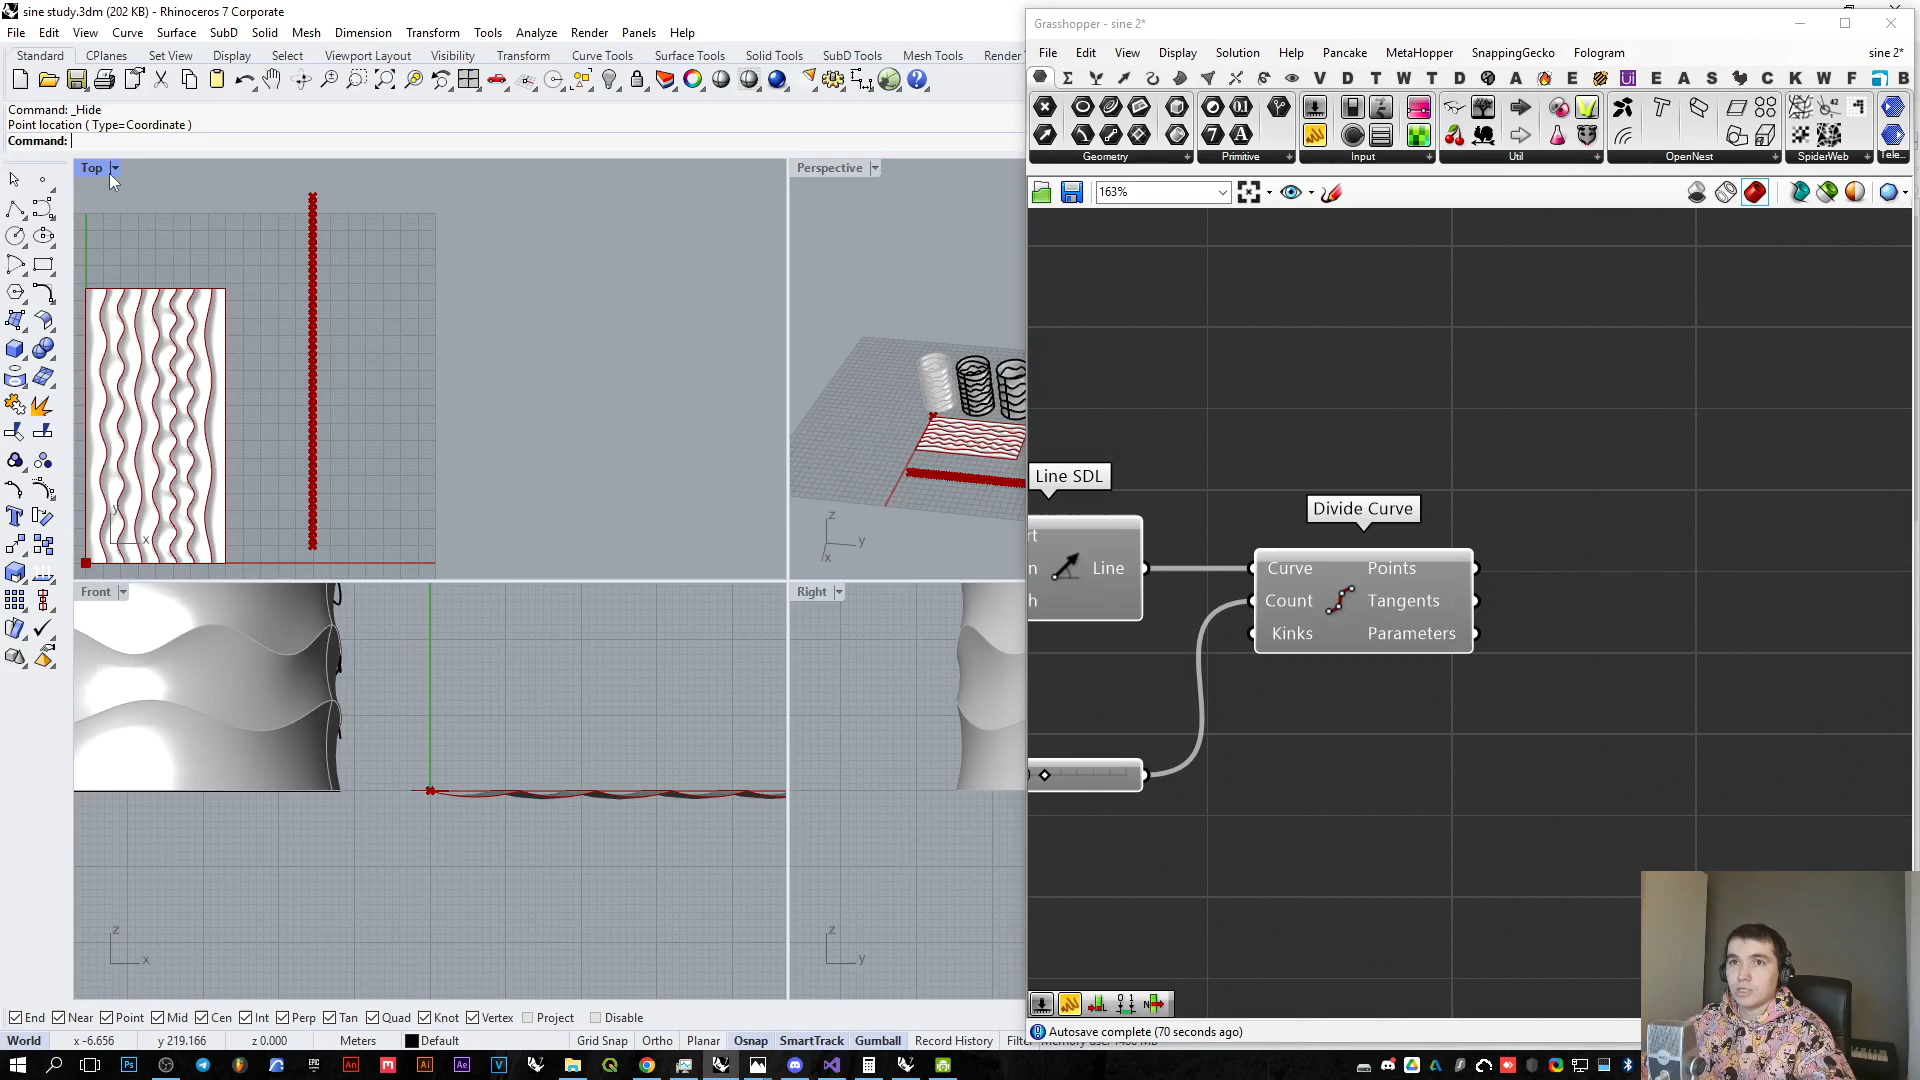 sine study.3dm (202 KB) - Rhinoceros 7 Corporate
File Edit View Curve Surface SubD Solid Mesh Dimension Transform Tools Analyze Render Panels Help
Standard CPlanes Set View Display Select Viewport Layout Visibility Transform Curve Tools Surface Tools Solid Tools SubD Tools Mesh Tools Render
Command: _Hide
Point location ( Type=Coordinate )
Command:
Top
Perspective
Front
Right
y
x
z
y
x
z
x
z
y
End Near Point Mid Cen Int Perp Tan Quad Knot Vertex Project Disable
World x -6.656 y 219.166 z 0.000 Meters Default Grid Snap Ortho Planar Osnap SmartTrack Gumball Record History
Grasshopper - sine 2*
File Edit View Display Solution Help Pancake MetaHopper SnappingGecko Fologram sine 2*
V D T W T D A E E A S C K W F B
Geometry Primitive Input Util OpenNest SpiderWeb Tele...
163%
Line SDL
Line
Divide Curve
Curve Points
Count Tangents
Kinks Parameters
Autosave complete (70 seconds ago)